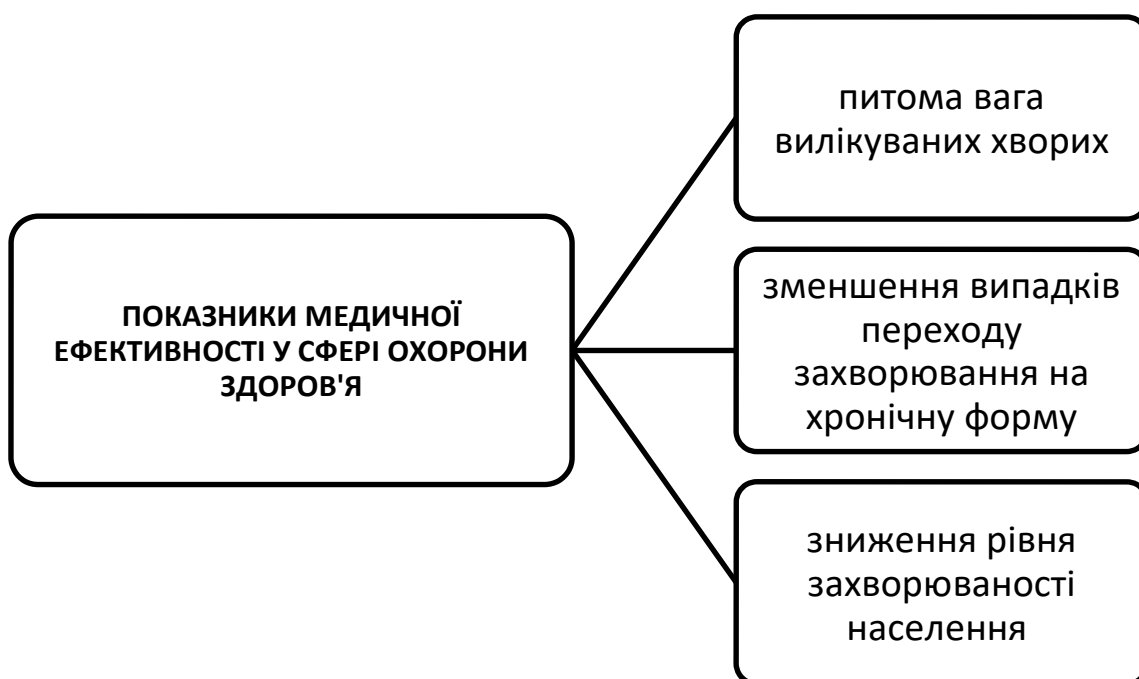 ПОКАЗНИКИ МЕДИЧНОЇ
ЕФЕКТИВНОСТІ У СФЕРІ ОХОРОНИ
ЗДОРОВ'Я
питома вага
вилікуваних хворих
зменшення випадків
переходу
захворювання на
хронічну форму
зниження рівня
захворюваності
населення